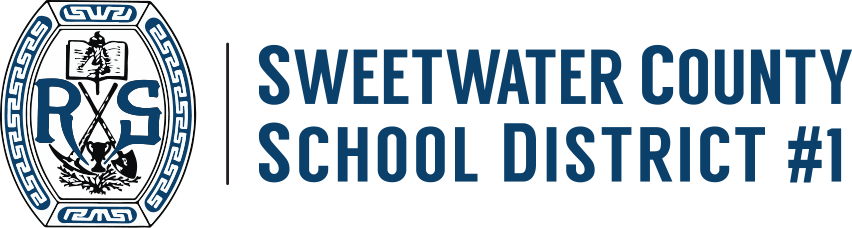 R S
SWEETWATER COUNTY
SCHOOL DISTRICT #1